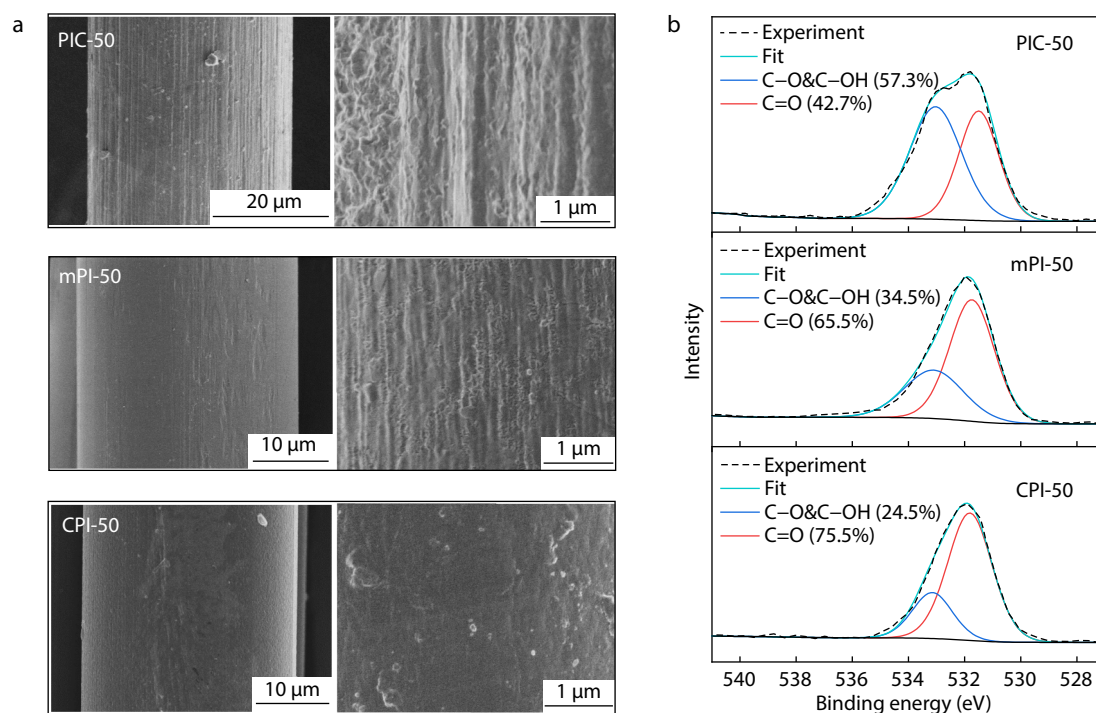 a
PIC-50
20 μm
1 μm
mPI-50
10 μm
1 μm
CPI-50
10 μm
1 μm
b
Experiment
Fit
C−O&C−OH (57.3%)
C=O (42.7%)
PIC-50
Experiment
Fit
C−O&C−OH (34.5%)
C=O (65.5%)
mPI-50
Experiment
Fit
C−O&C−OH (24.5%)
C=O (75.5%)
CPI-50
Intensity
540 538 536 534 532 530 528
Binding energy (eV)